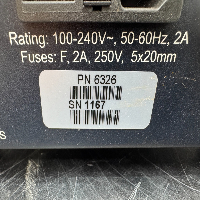 Rating: 100-240V~, 50-60Hz, 2A
Fuses: F, 2A, 250V, 5x20mm
PN 6326
SN 1167
s